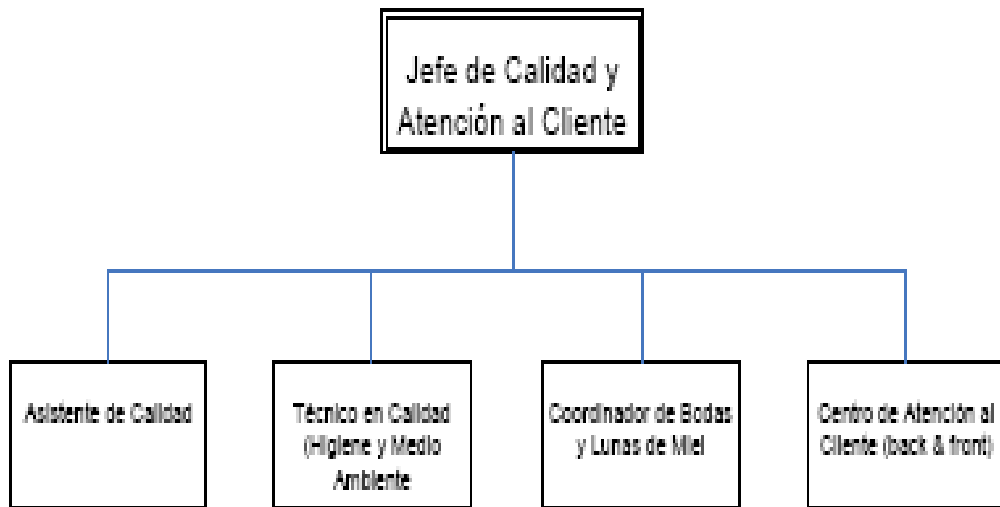 Jefe de Calidad y
Atención al Cliente
Asistente de Calidad
Técnico en Calidad
(Higiene y Medio
Ambiente
Coordinador de Bodas
y Lunas de Miel
Centro de Atención al
Cliente (back & front)